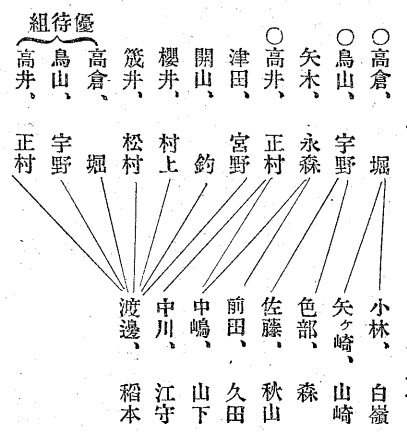 ○高倉、堀
○鳥山、宇野
矢木、永森
○高井、正村
津田、宮野
開山、釣
櫻井、村上
筬井、松村
優待組
高倉、堀
鳥山、宇野
高井、正村
小林、白嶺
矢ヶ崎、山崎
色部、森
佐藤、秋山
前田、久田
中嶋、山下
中川、江守
渡邊、稻本